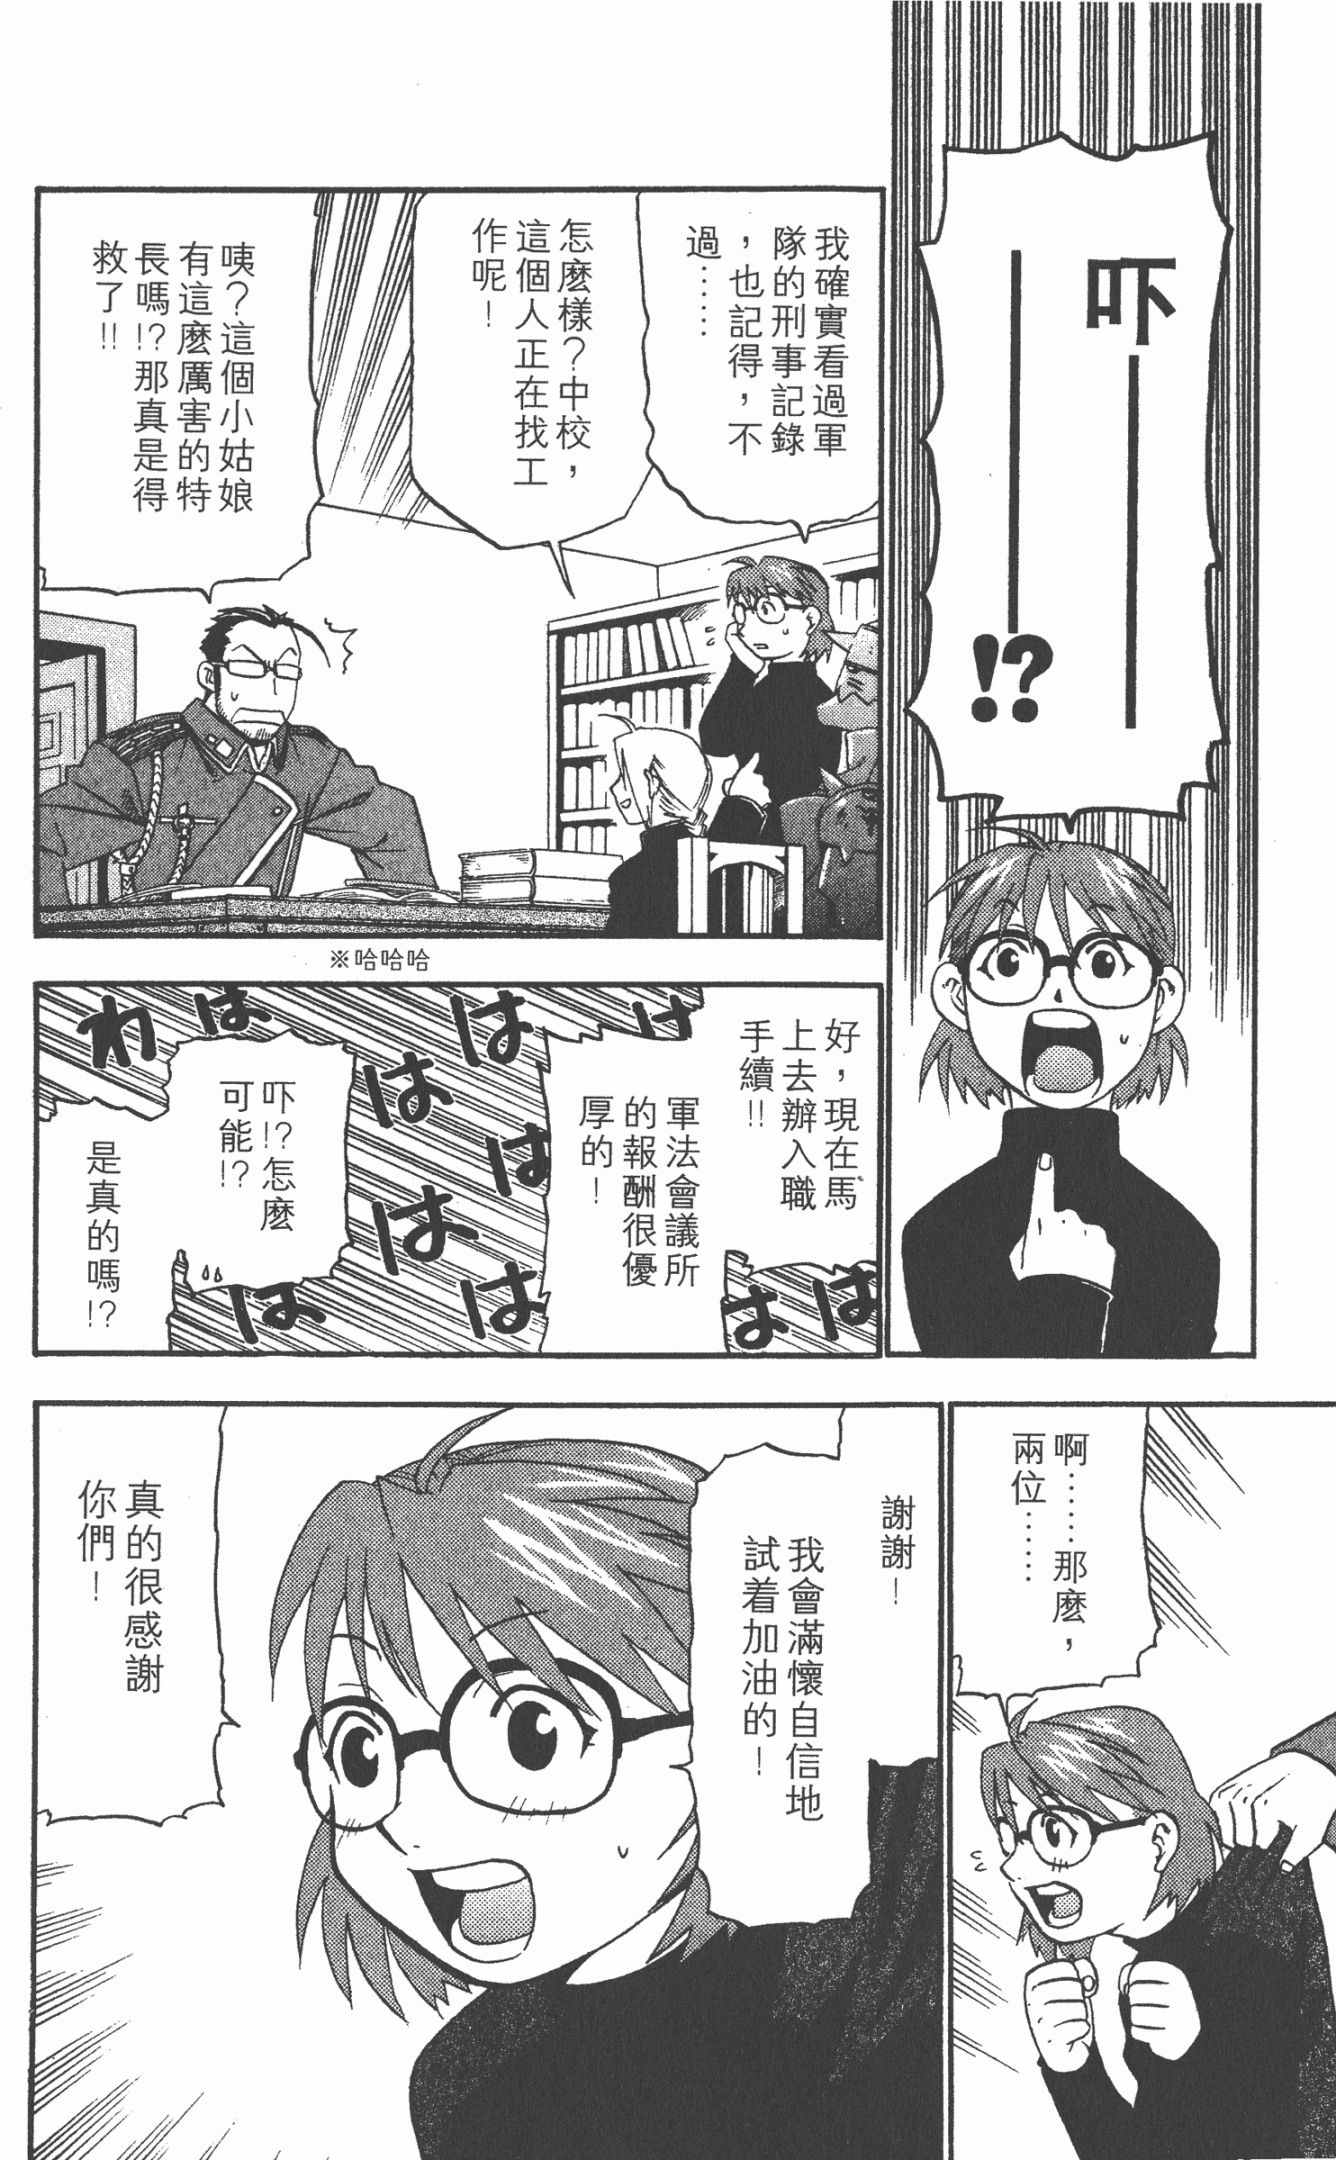 吓——
——!?
我確實看過軍
隊的刑事記錄
，也記得，不
過……
怎麼樣？中校，
這個人正在找工
作呢！
咦？這個小姑娘
有這麼厲害的特
長嗎!?那真是得
救了!!
※哈哈哈
好，現在馬
上去辦入職
手續!!
軍法會議所
的報酬很優
厚的！
吓!?怎麼
可能!?
是真的嗎!?
け
は
は
は
は
は
は
は
は
は
は
わ
啊……那麼，
兩位……
謝謝！
我會滿懷自信地
試着加油的！
真的很感謝
你們！